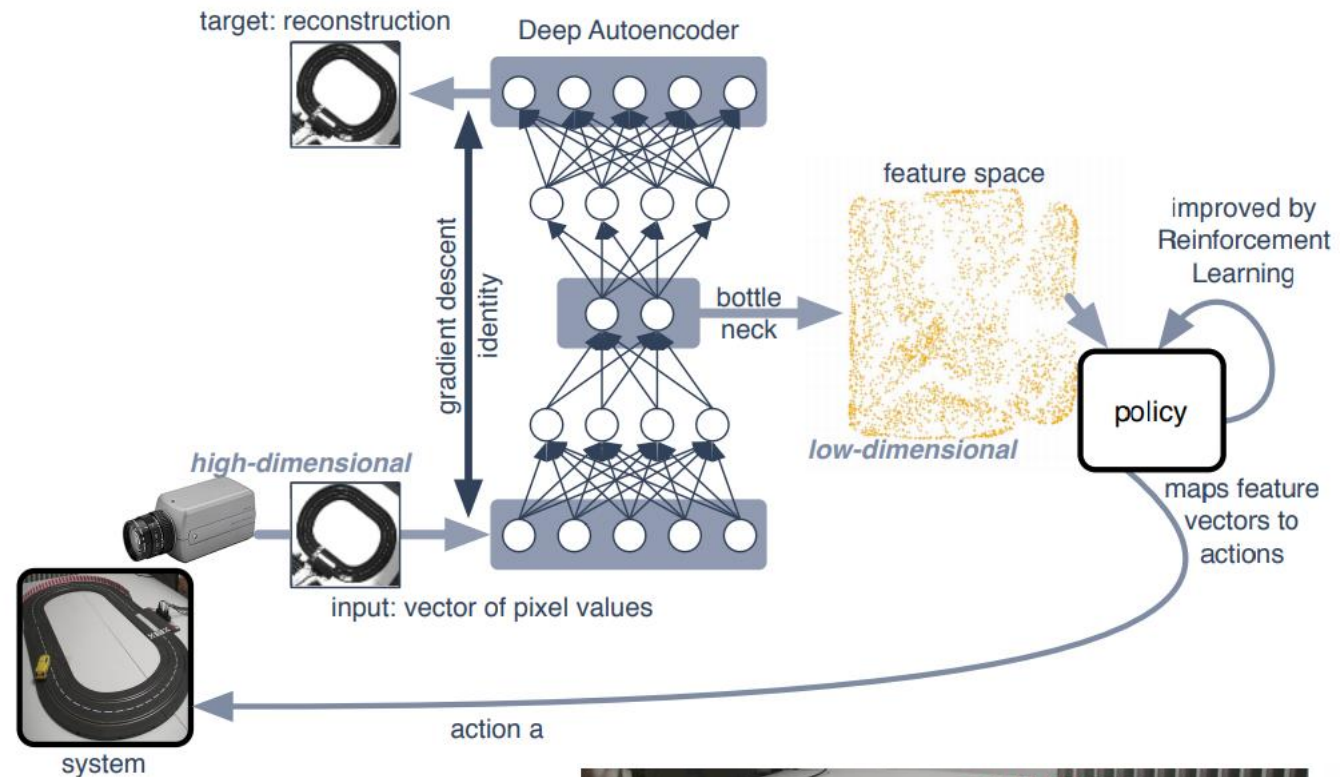 target: reconstruction
Deep Autoencoder
gradient descent
identity
bottle
neck
feature space
low-dimensional
improved by
Reinforcement
Learning
policy
maps feature
vectors to
actions
high-dimensional
input: vector of pixel values
action a
system